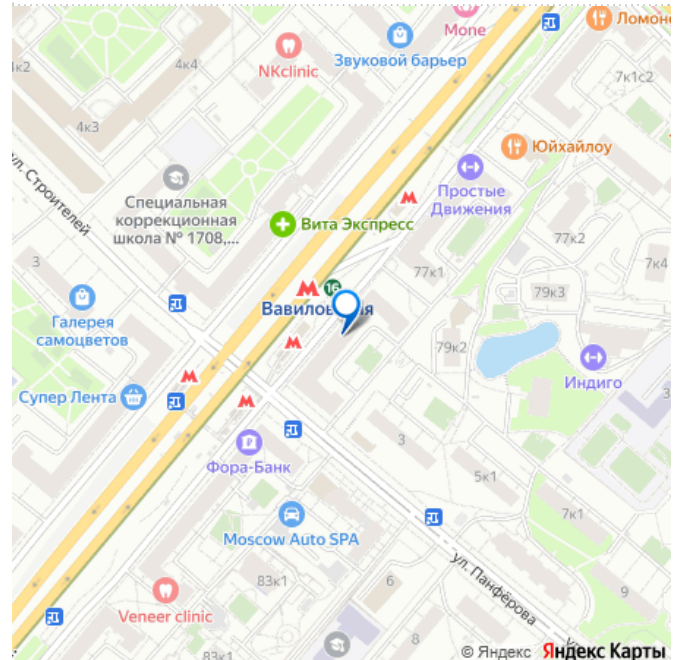 Mone
Ломон
Звуковой барьер
NKclinic
1к2
4к4
7к1с2
4к3
Юйхайлоу
ул. Строителей
Специальная
коррекционная
школа № 1708,...
Простые
Движения
Вита Экспресс
77к2
7к4
3
77к1
79к3
16
Вавиловская
Галерея
самоцветов
79к2
Индиго
Супер Лента
3
Фора-Банк
5к1
7к1
Moscow Auto SPA
ул. Панфёрова
83к1
6
9
Veneer clinic
8
83к1
© Яндекс Яндекс Карты